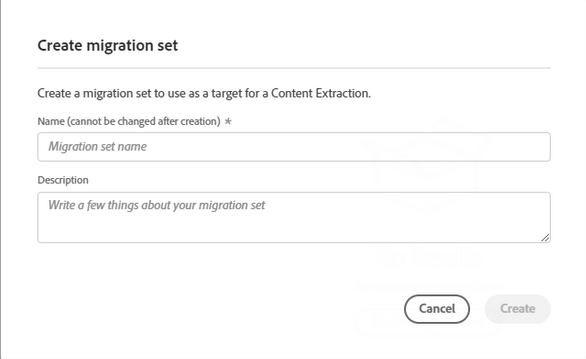 Create migration set
Create a migration set to use as a target for a Content Extraction.
Name (cannot be changed after creation) *
Migration set name
Description
Write a few things about your migration set
Cancel
Create